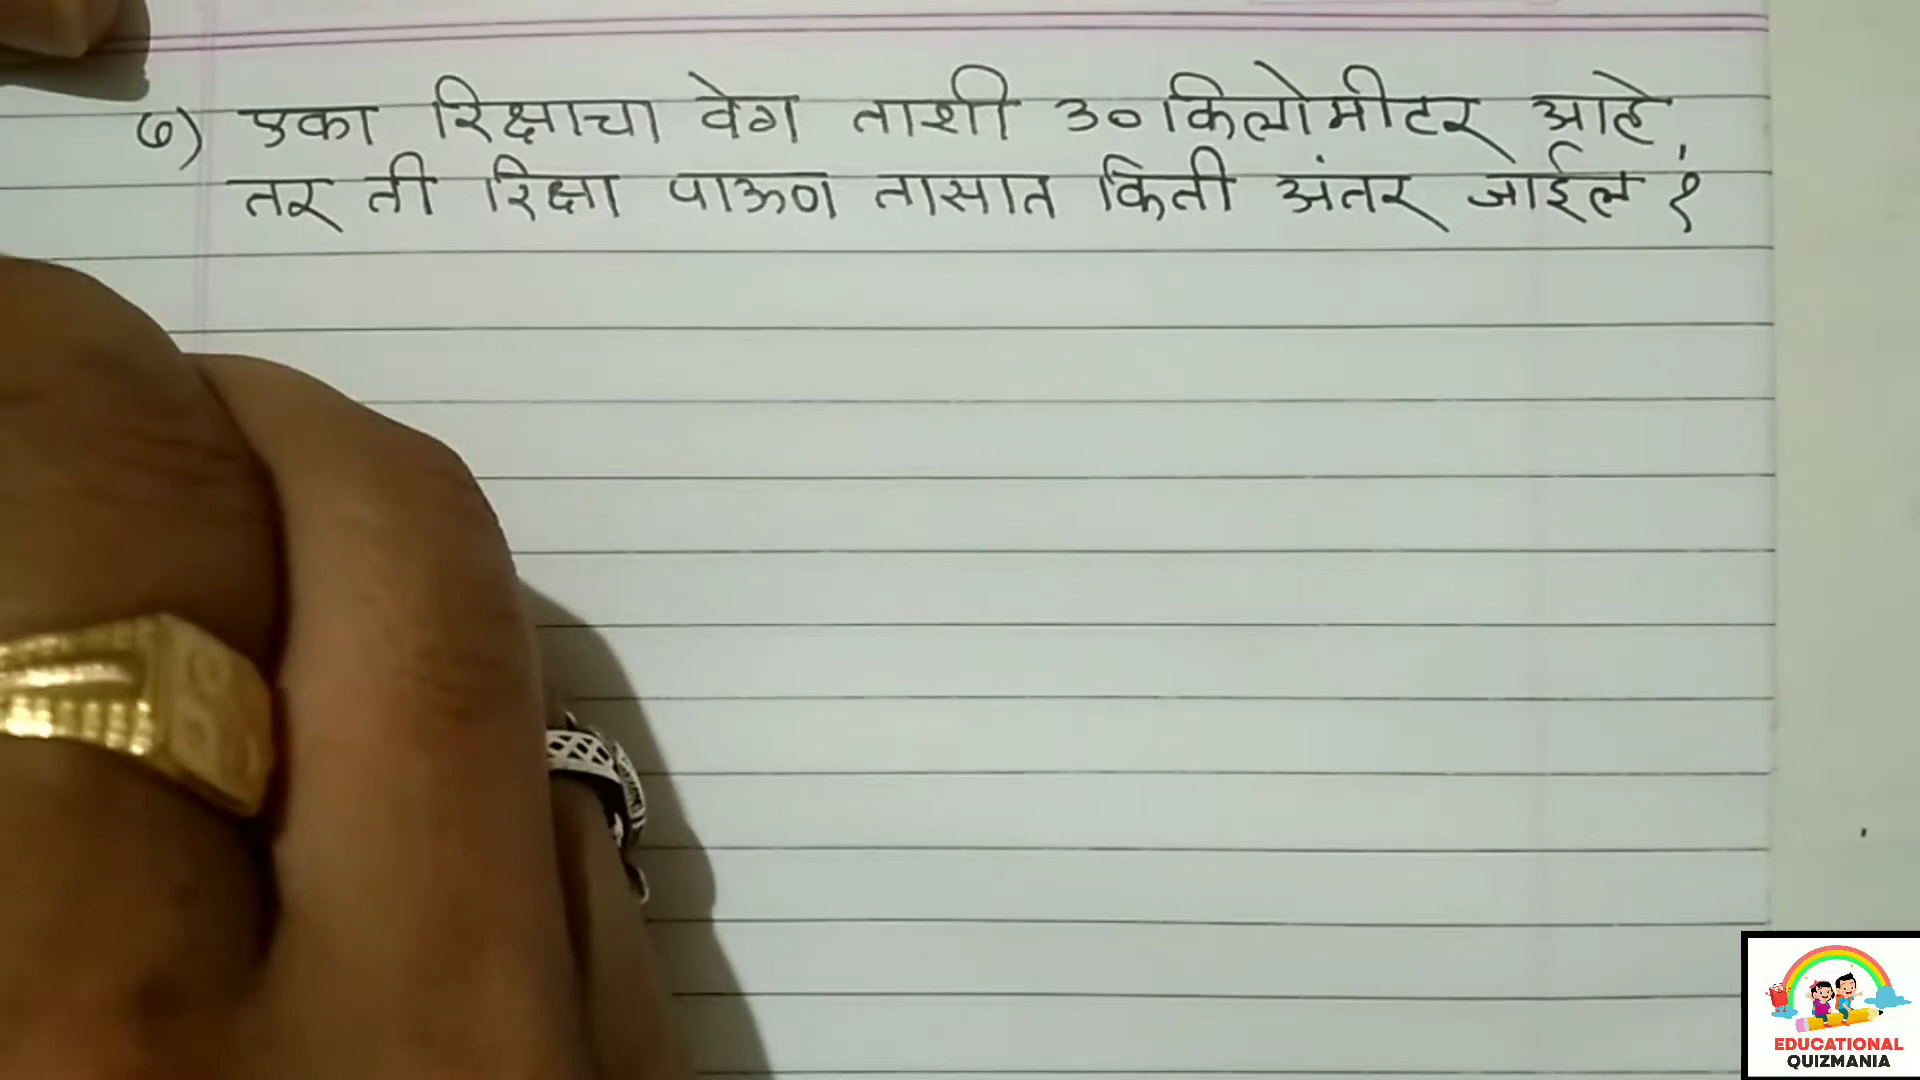 ७) एका रिक्षाचा वेग ताशी ३० किलोमीटर आहे,
तर ती रिक्षा पाऊण तासात किती अंतर जाईल ?
EDUCATIONAL
QUIZMANIA